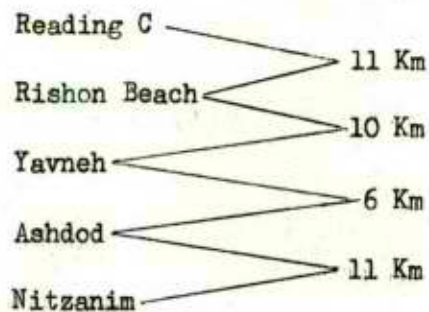 Reading C
11 Km
Rishon Beach
10 Km
Yavneh
6 Km
Ashdod
11 Km
Nitzanim